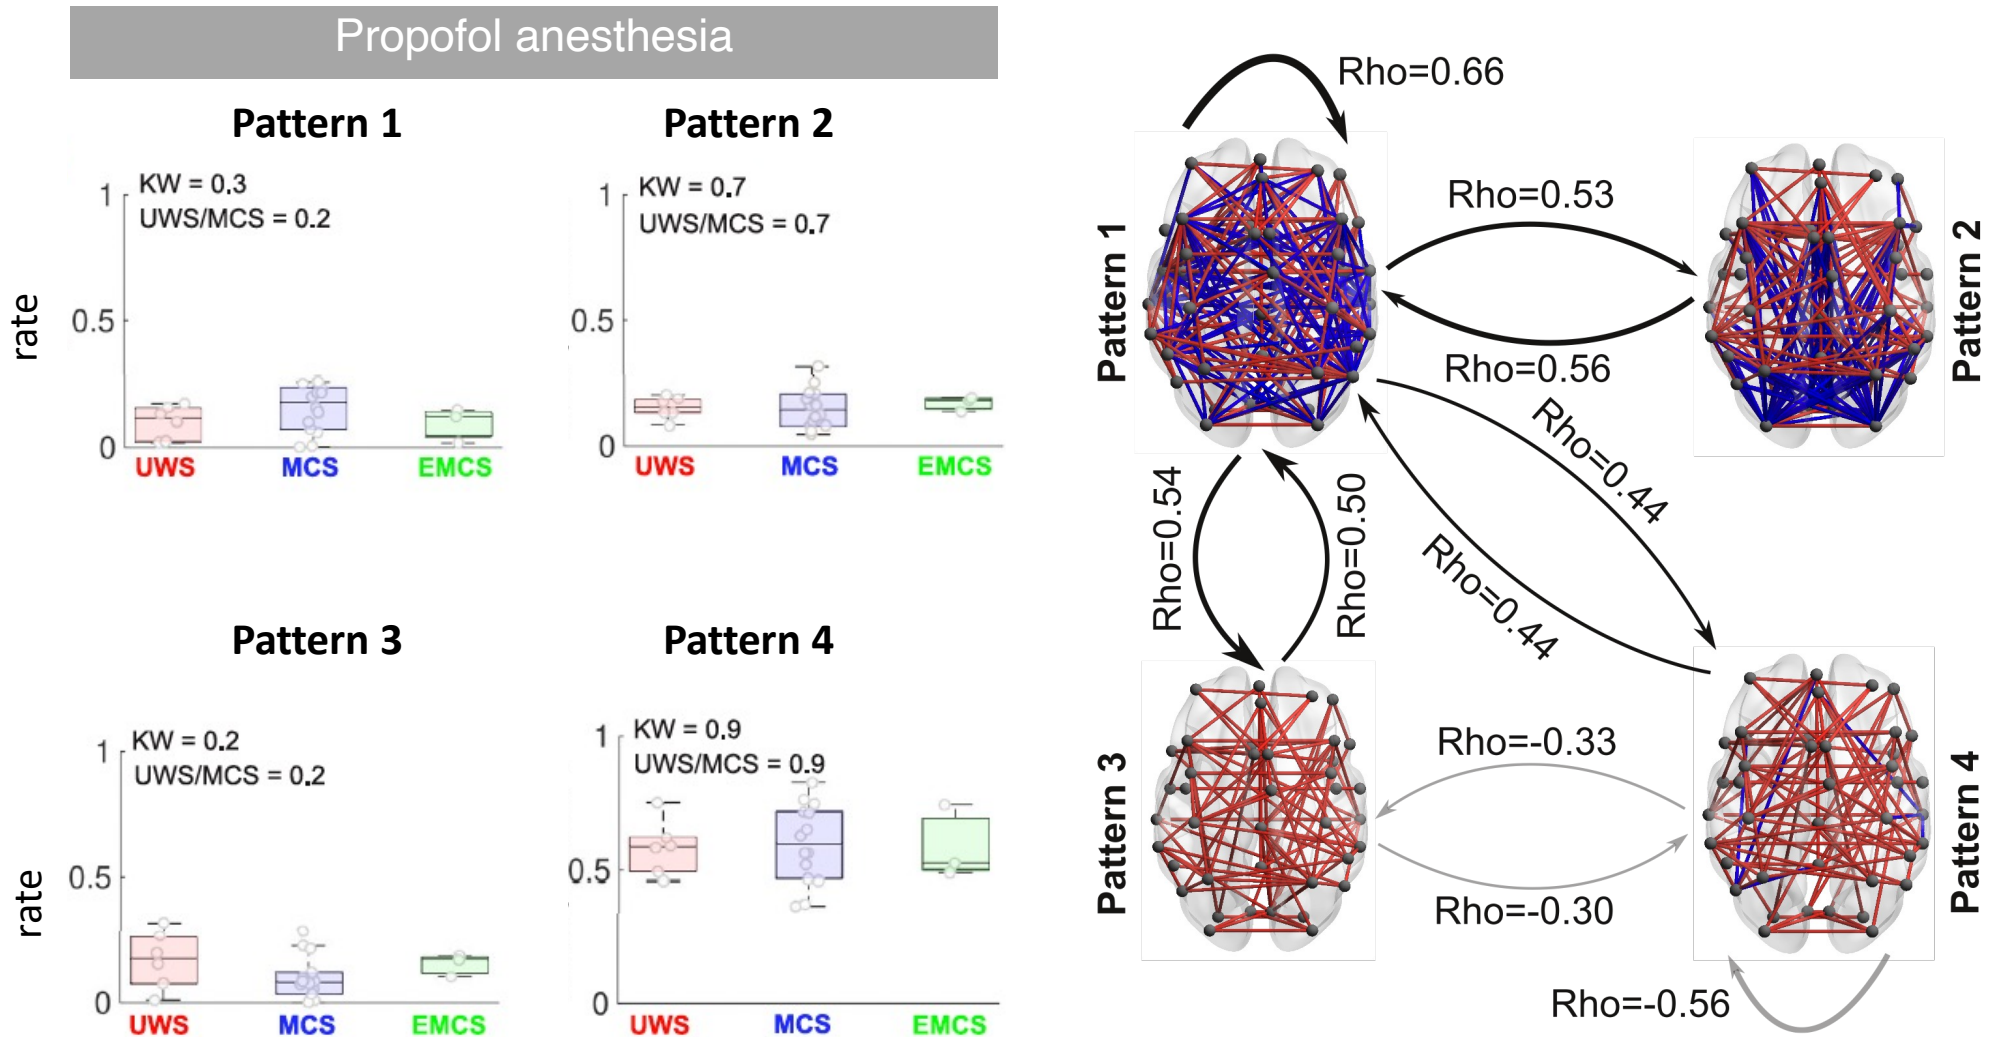 Propofol anesthesia
Pattern 1
KW = 0.3
UWS/MCS = 0.2
1
0.5
0
rate
UWS
MCS
EMCS
Pattern 2
KW = 0.7
UWS/MCS = 0.7
1
0.5
0
UWS
MCS
EMCS
Pattern 3
KW = 0.2
UWS/MCS = 0.2
1
0.5
0
rate
UWS
MCS
EMCS
Pattern 4
KW = 0.9
UWS/MCS = 0.9
1
0.5
0
UWS
MCS
EMCS
Rho=0.66
Pattern 1
Rho=0.53
Rho=0.56
Pattern 2
Rho=0.54
Rho=0.50
Rho=0.44
Rho=0.44
Pattern 3
Rho=-0.33
Rho=-0.30
Pattern 4
Rho=-0.56